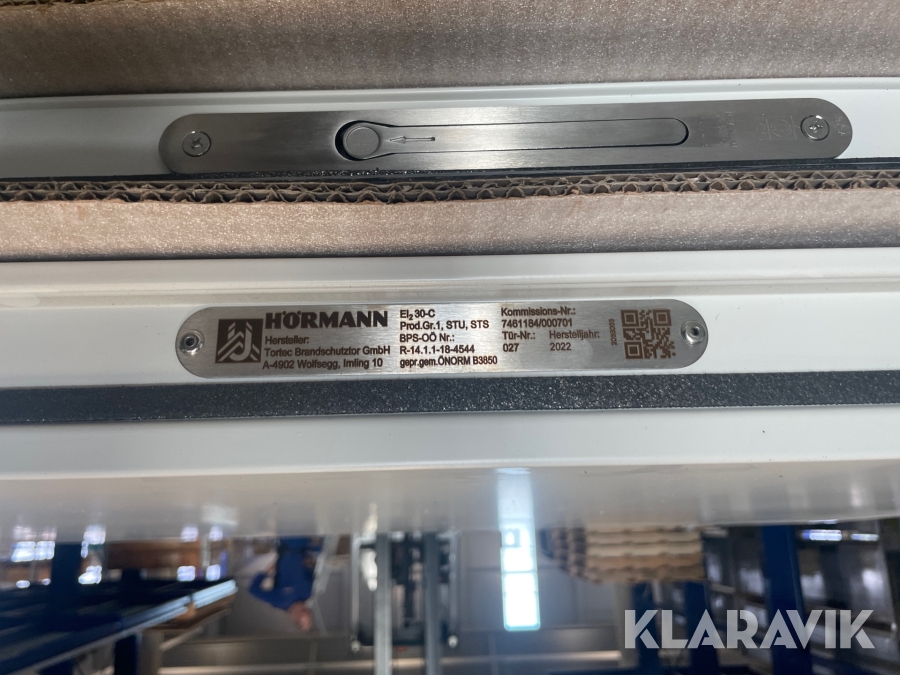 HÖRMANN
Hersteller:
Tortec Brandschutztor GmbH
A-4902 Wolfsegg, Imling 10
EI₂ 30-C
Prod.Gr.1, STU, STS
BPS-OÖ Nr.:
R-14.1.1-18-4544
gepr.gem.ÖNORM B3850
Kommissions-Nr.:
7461184/000701
Tür-Nr.: Herstelljahr:
027 2022
KLARAVIK